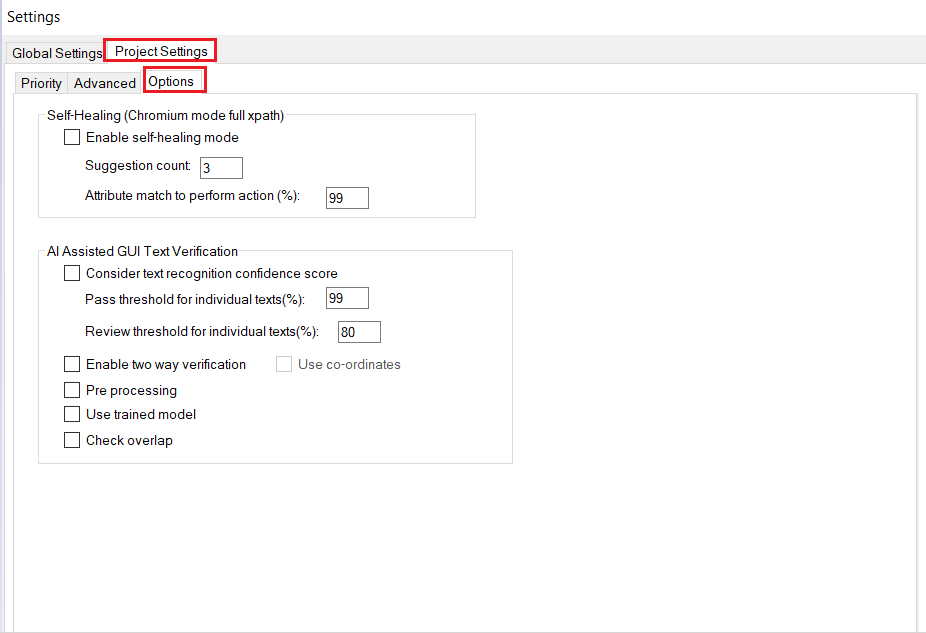 Settings
Global Settings Project Settings
Priority Advanced Options
Self-Healing (Chromium mode full xpath)
Enable self-healing mode
Suggestion count: 3
Attribute match to perform action (%): 99
AI Assisted GUI Text Verification
Consider text recognition confidence score
Pass threshold for individual texts(%): 99
Review threshold for individual texts(%): 80
Enable two way verification Use co-ordinates
Pre processing
Use trained model
Check overlap